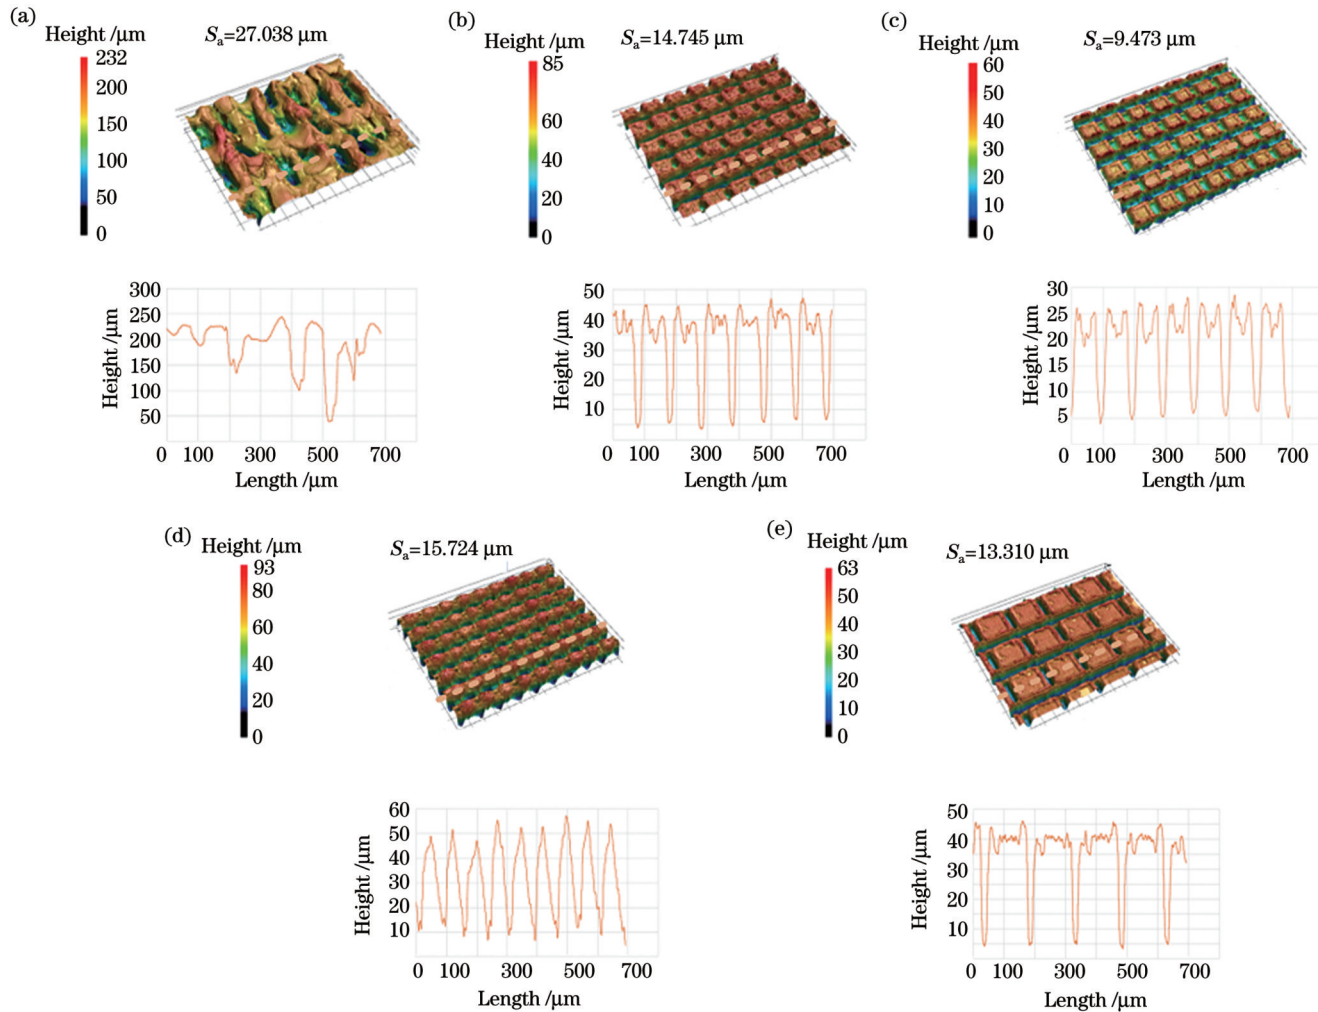 (a)
Height /μm
Sa=27.038 μm
232
200
150
100
50
0
300
250
200
150
100
50
Height /μm
0 100 300 500 700
Length /μm
(b)
Height /μm
Sa=14.745 μm
85
60
40
20
0
50
40
30
20
10
Height /μm
0 100 300 500 700
Length /μm
(c)
Height /μm
Sa=9.473 μm
60
50
40
30
20
10
0
30
25
20
15
10
5
Height /μm
0 100 300 500 700
Length /μm
(d)
Height /μm
Sa=15.724 μm
93
80
60
40
20
0
60
50
40
30
20
10
Height /μm
0 100 300 500 700
Length /μm
(e)
Height /μm
Sa=13.310 μm
63
50
40
30
20
10
0
50
40
30
20
10
Height /μm
0 100 300 500 700
Length /μm